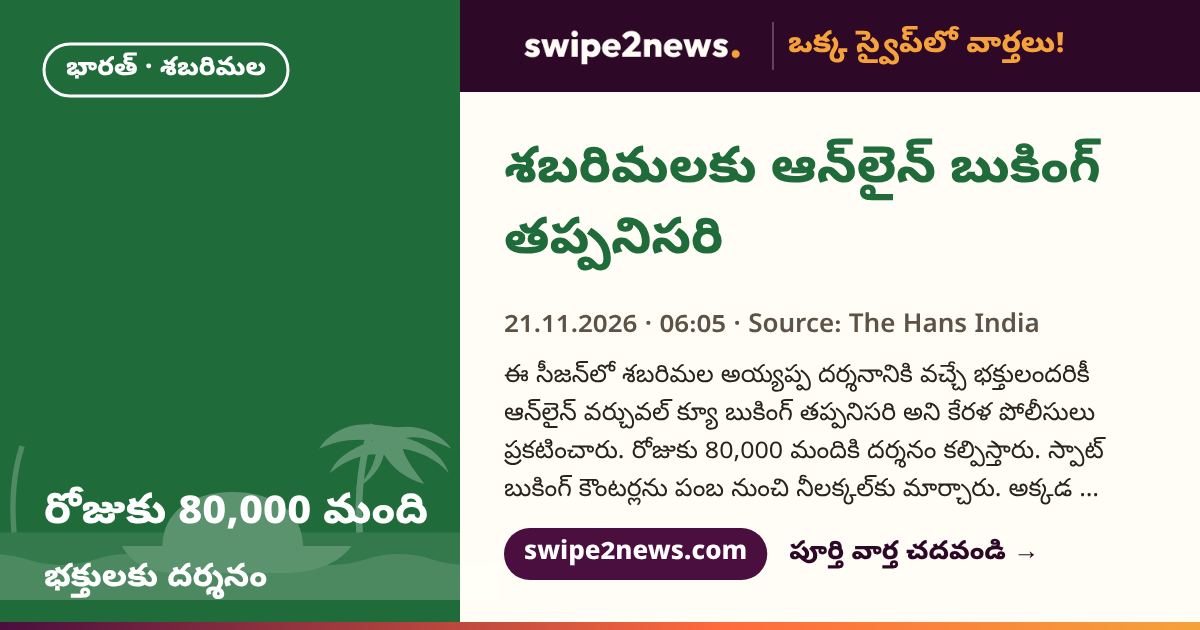 భారత్ · శబరిమల
రోజుకు 80,000 మంది
భక్తులకు దర్శనం
swipe2news. | ఒక్క స్వైప్‌లో వార్తలు!
శబరిమలకు ఆన్‌లైన్ బుకింగ్
తప్పనిసరి
21.11.2026 · 06:05 · Source: The Hans India
ఈ సీజన్‌లో శబరిమల అయ్యప్ప దర్శనానికి వచ్చే భక్తులందరికీ
ఆన్‌లైన్ వర్చువల్ క్యూ బుకింగ్ తప్పనిసరి అని కేరళ పోలీసులు
ప్రకటించారు. రోజుకు 80,000 మందికి దర్శనం కల్పిస్తారు. స్పాట్
బుకింగ్ కౌంటర్లను పంబ నుంచి నీలక్కల్‌కు మార్చారు. అక్కడ ...
swipe2news.com పూర్తి వార్త చదవండి →